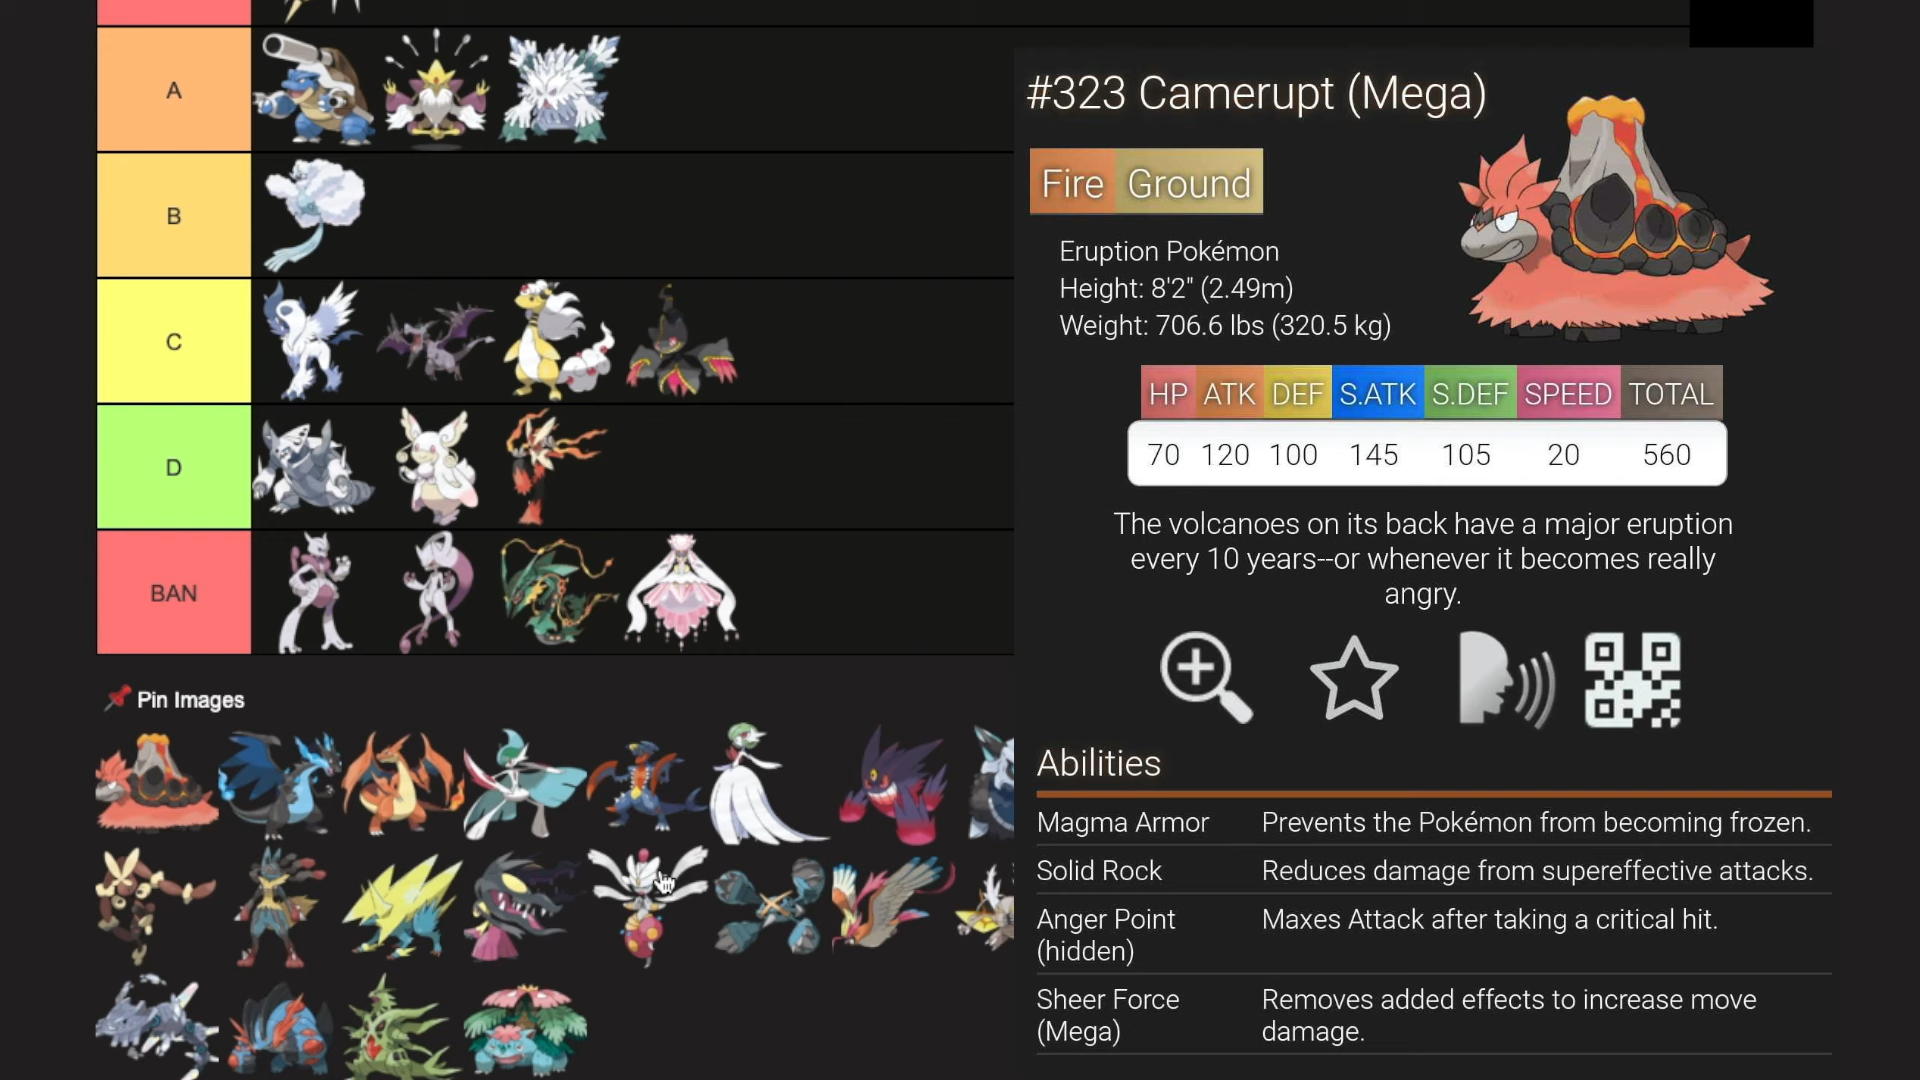 A
B
C
D
BAN
Pin Images
#323 Camerupt (Mega)
Fire Ground
Eruption Pokémon
Height: 8'2" (2.49m)
Weight: 706.6 lbs (320.5 kg)
HP ATK DEF S.ATK S.DEF SPEED TOTAL
70 120 100 145 105 20 560
The volcanoes on its back have a major eruption
every 10 years--or whenever it becomes really
angry.
Abilities
Magma Armor Prevents the Pokémon from becoming frozen.
Solid Rock Reduces damage from supereffective attacks.
Anger Point Maxes Attack after taking a critical hit.
(hidden)
Sheer Force Removes added effects to increase move
(Mega) damage.